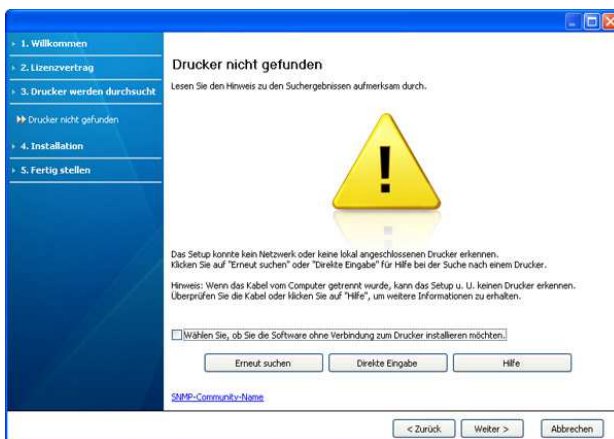 1. Willkommen
2. Lizenzvertrag
3. Drucker werden durchsucht
Drucker nicht gefunden
4. Installation
5. Fertig stellen
Drucker nicht gefunden
Lesen Sie den Hinweis zu den Suchergebnissen aufmerksam durch.
Das Setup konnte kein Netzwerk oder keine lokal angeschlossenen Drucker erkennen.
Klicken Sie auf "Erneut suchen" oder "Direkte Eingabe" für Hilfe bei der Suche nach einem Drucker.
Hinweis: Wenn das Kabel vom Computer getrennt wurde, kann das Setup u. U. keinen Drucker erkennen.
Überprüfen Sie die Kabel oder klicken Sie auf "Hilfe", um weitere Informationen zu erhalten.
Wählen Sie, ob Sie die Software ohne Verbindung zum Drucker installieren möchten.
Erneut suchen
Direkte Eingabe
Hilfe
SNMP-Community-Name
< Zurück
Weiter >
Abbrechen